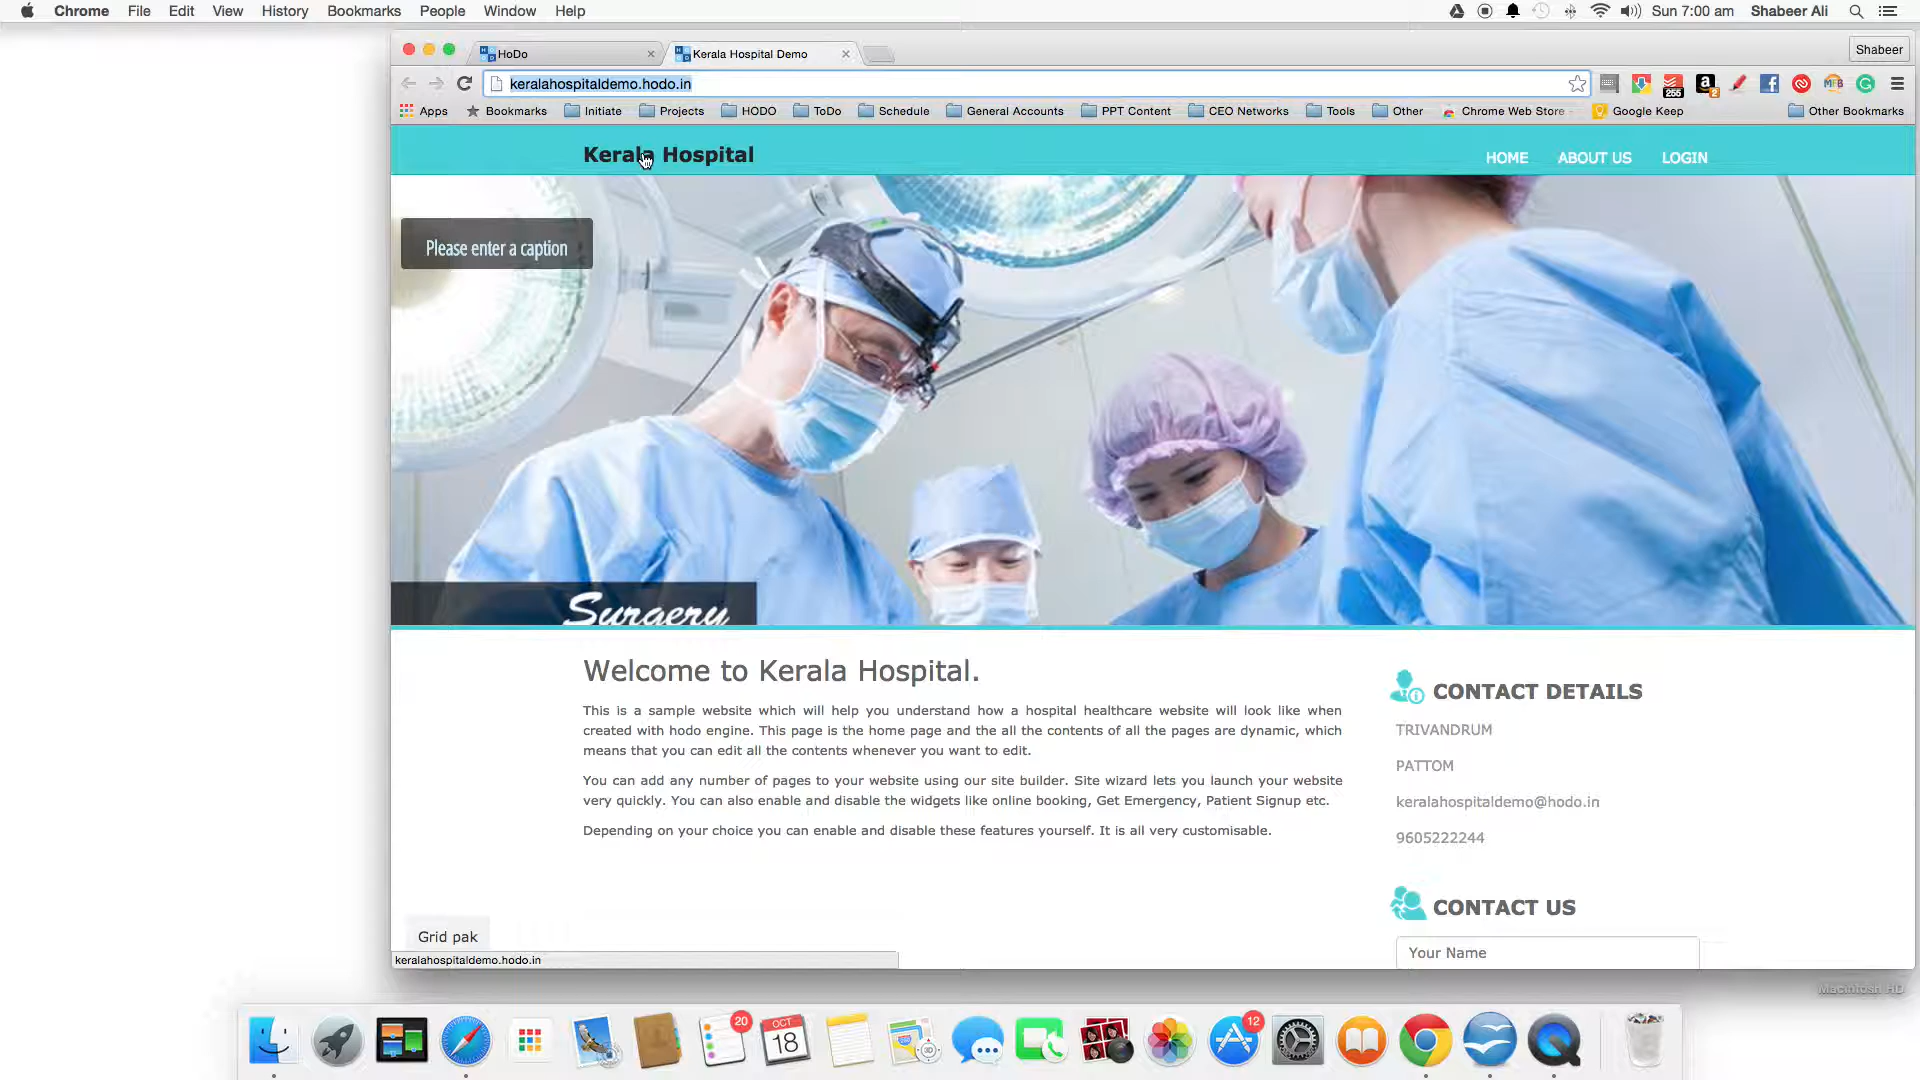 Chrome File Edit View History Bookmarks People Window Help
Sun 7:00 am Shabeer Ali
HoDo
Kerala Hospital Demo
Shabeer
keralahospitaldemo.hodo.in
255
2
Apps Bookmarks Initiate Projects HODO ToDo Schedule General Accounts PPT Content CEO Networks Tools Other Chrome Web Store Google Keep Other Bookmarks
Kerala Hospital
HOME ABOUT US LOGIN
Please enter a caption
Surgery
Welcome to Kerala Hospital.
This is a sample website which will help you understand how a hospital healthcare website will look like when
created with hodo engine. This page is the home page and the all the contents of all the pages are dynamic, which
means that you can edit all the contents whenever you want to edit.
You can add any number of pages to your website using our site builder. Site wizard lets you launch your website
very quickly. You can also enable and disable the widgets like online booking, Get Emergency, Patient Signup etc.
Depending on your choice you can enable and disable these features yourself. It is all very customisable.
CONTACT DETAILS
TRIVANDRUM
PATTOM
keralahospitaldemo@hodo.in
9605222244
CONTACT US
Your Name
Grid pak
keralahospitaldemo.hodo.in
Macintosh HD
20
OCT
18
12